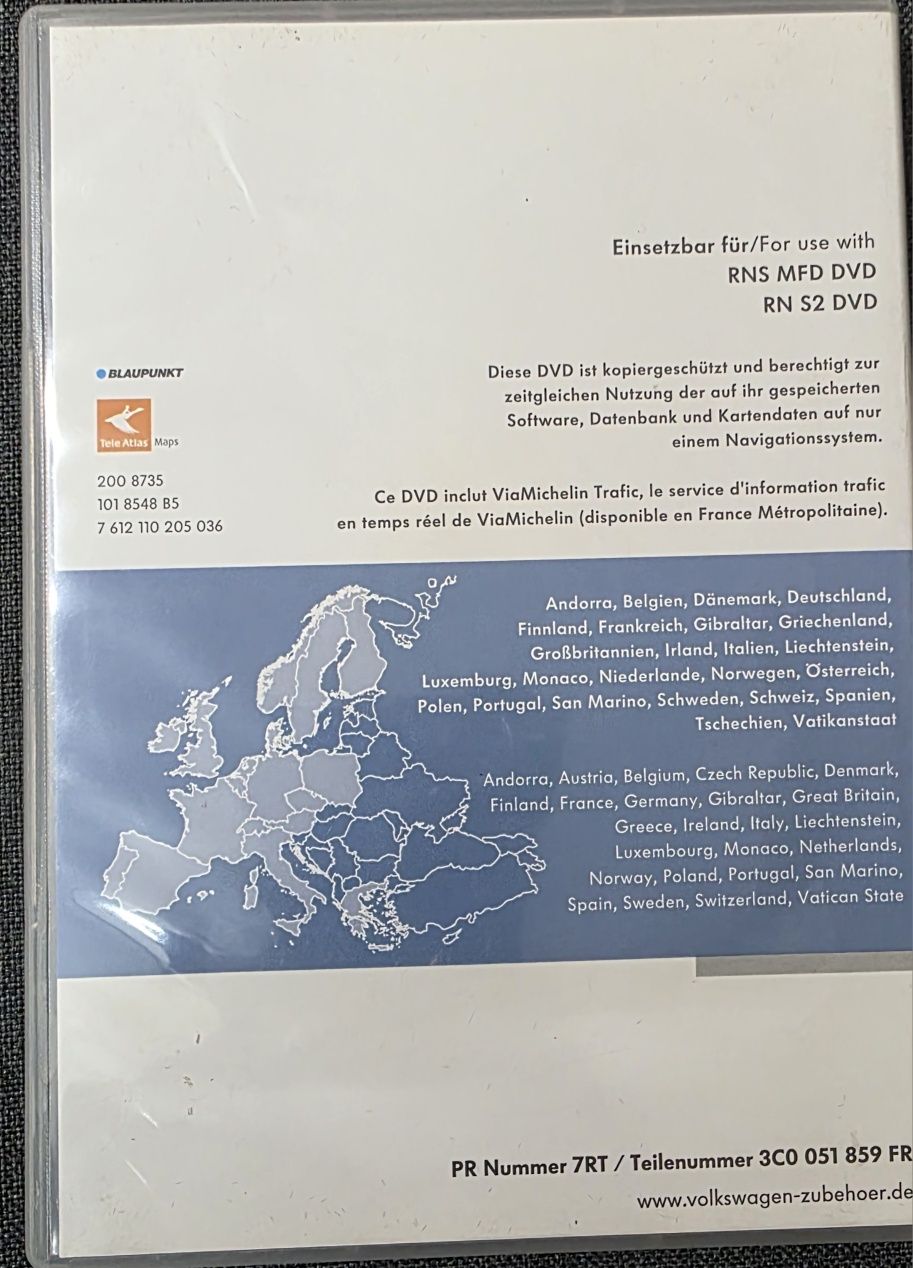 Einsetzbar für/For use with
RNS MFD DVD
RN S2 DVD
BLAUPUNKT
Tele Atlas Maps
200 8735
101 8548 B5
7 612 110 205 036
Diese DVD ist kopiergeschützt und berechtigt zur
zeitgleichen Nutzung der auf ihr gespeicherten
Software, Datenbank und Kartendaten auf nur
einem Navigationssystem.
Ce DVD inclut ViaMichelin Trafic, le service d'information trafic
en temps réel de ViaMichelin (disponible en France Métropolitaine).
Andorra, Belgien, Dänemark, Deutschland,
Finnland, Frankreich, Gibraltar, Griechenland,
Großbritannien, Irland, Italien, Liechtenstein,
Luxemburg, Monaco, Niederlande, Norwegen, Österreich,
Polen, Portugal, San Marino, Schweden, Schweiz, Spanien,
Tschechien, Vatikanstaat
Andorra, Austria, Belgium, Czech Republic, Denmark,
Finland, France, Germany, Gibraltar, Great Britain,
Greece, Ireland, Italy, Liechtenstein,
Luxembourg, Monaco, Netherlands,
Norway, Poland, Portugal, San Marino,
Spain, Sweden, Switzerland, Vatican State
PR Nummer 7RT / Teilenummer 3C0 051 859 FR
www.volkswagen-zubehoer.de